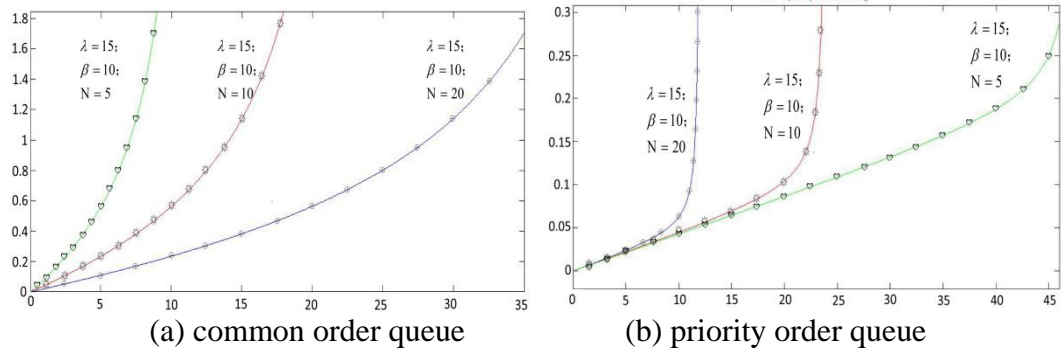 1.8
1.6
1.4
1.2
1
0.8
0.6
0.4
0.2
0
0 5 10 15 20 25 30 35
λ = 15;
β = 10;
N = 5
λ = 15;
β = 10;
N = 10
λ = 15;
β = 10;
N = 20
(a) common order queue
0.3
0.25
0.2
0.15
0.1
0.05
0
0 5 10 15 20 25 30 35 40 45
λ = 15;
β = 10;
N = 20
λ = 15;
β = 10;
N = 10
λ = 15;
β = 10;
N = 5
(b) priority order queue